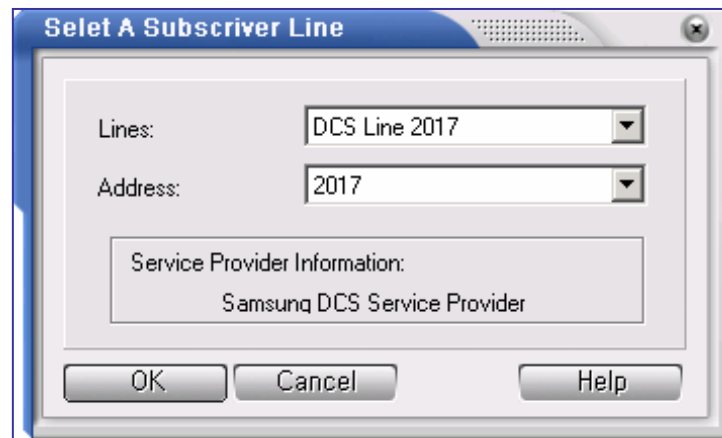 Selet A Subscriver Line
Lines: DCS Line 2017
Address: 2017
Service Provider Information:
Samsung DCS Service Provider
OK Cancel Help